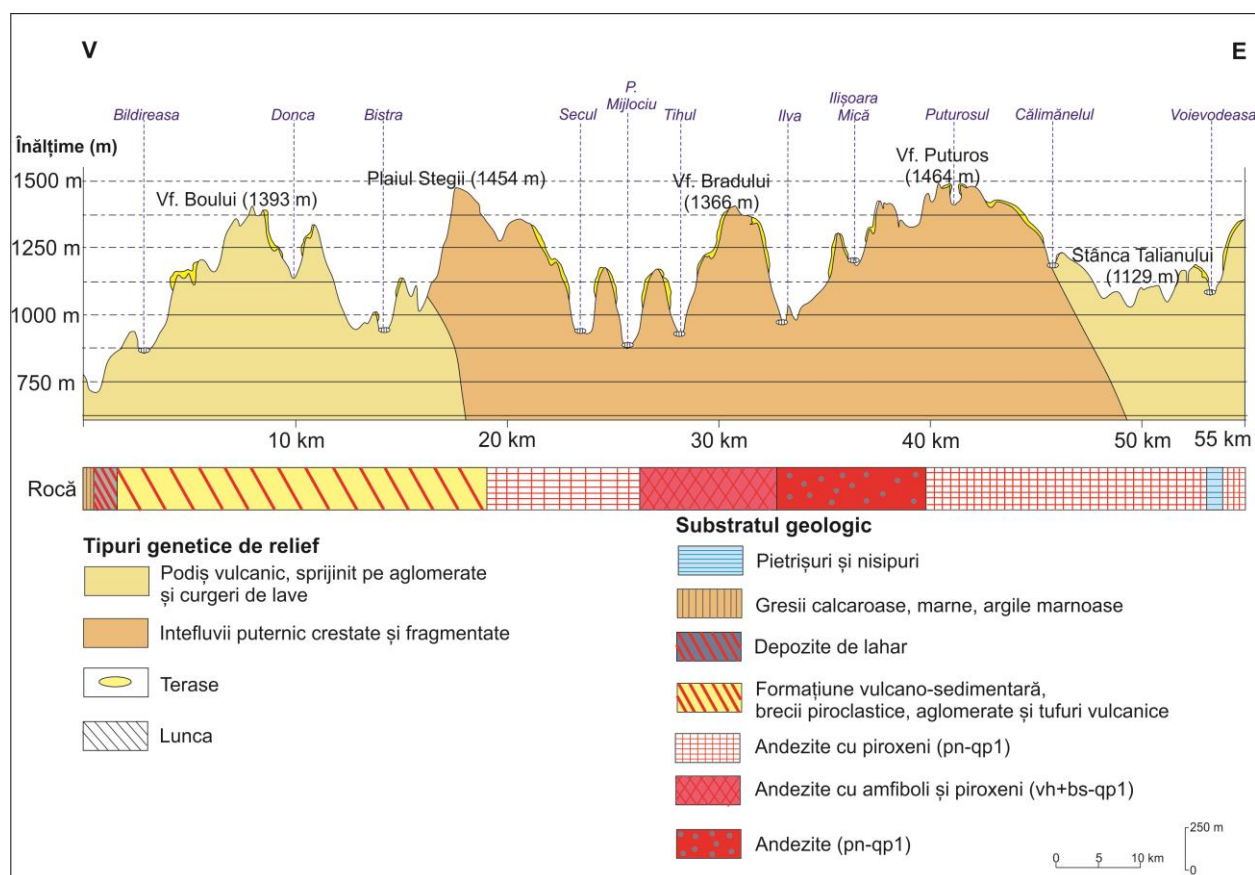 V
E
Bildireasa
Donca
Bistra
Secul
P.
Mijlociu
Tihul
Ilva
Ilișoara
Mică
Puturosul
Călimănelul
Voievodeasa
Înălțime (m)
1500 m
1250 m
1000 m
750 m
Vf. Boului (1393 m)
Plaiul Stegii (1454 m)
Vf. Bradului
(1366 m)
Vf. Puturos
(1464 m)
Stânca Talianului
(1129 m)
10 km
20 km
30 km
40 km
50 km
55 km
Rocă
Tipuri genetice de relief
Podiș vulcanic, sprijinit pe aglomerate
și curgeri de lave
Intefluvii puternic crestate și fragmentate
Terase
Lunca
Substratul geologic
Pietrișuri și nisipuri
Gresii calcaroase, marne, argile marnoase
Depozite de lahar
Formațiune vulcano-sedimentară,
brecii piroclastice, aglomerate și tufuri vulcanice
Andezite cu piroxeni (pn-qp1)
Andezite cu amfiboli și piroxeni (vh+bs-qp1)
Andezite (pn-qp1)
0 5 10 km
250 m
0